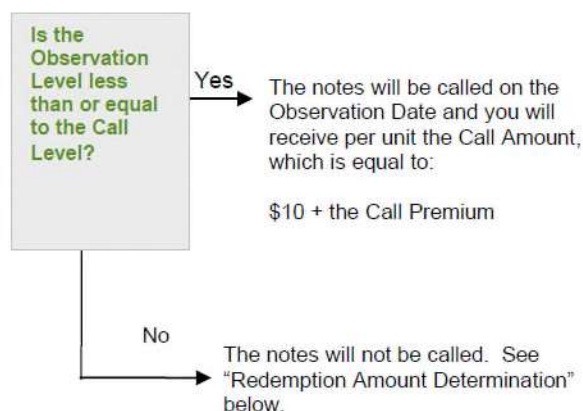 Is the
Observation
Level less
than or equal
to the Call
Level?
Yes
The notes will be called on the
Observation Date and you will
receive per unit the Call Amount,
which is equal to:
$10 + the Call Premium
No
The notes will not be called. See
“Redemption Amount Determination”
below.